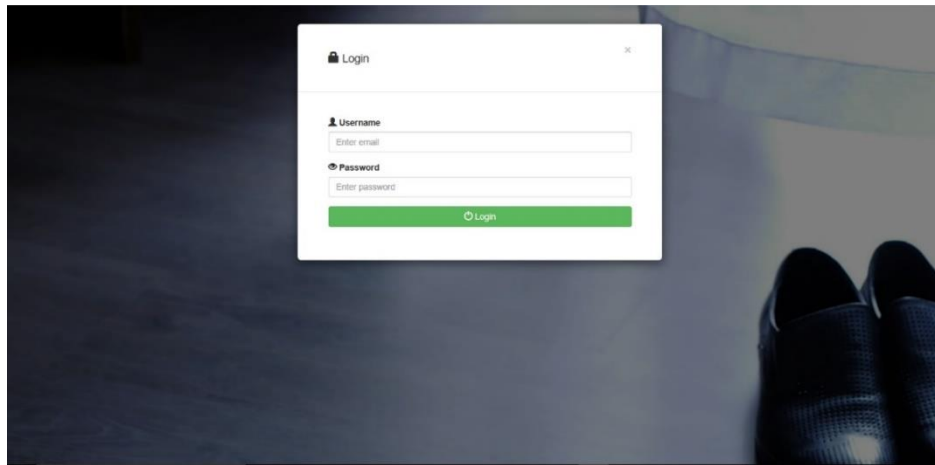 Login
×
Username
Enter email
Password
Enter password
Login